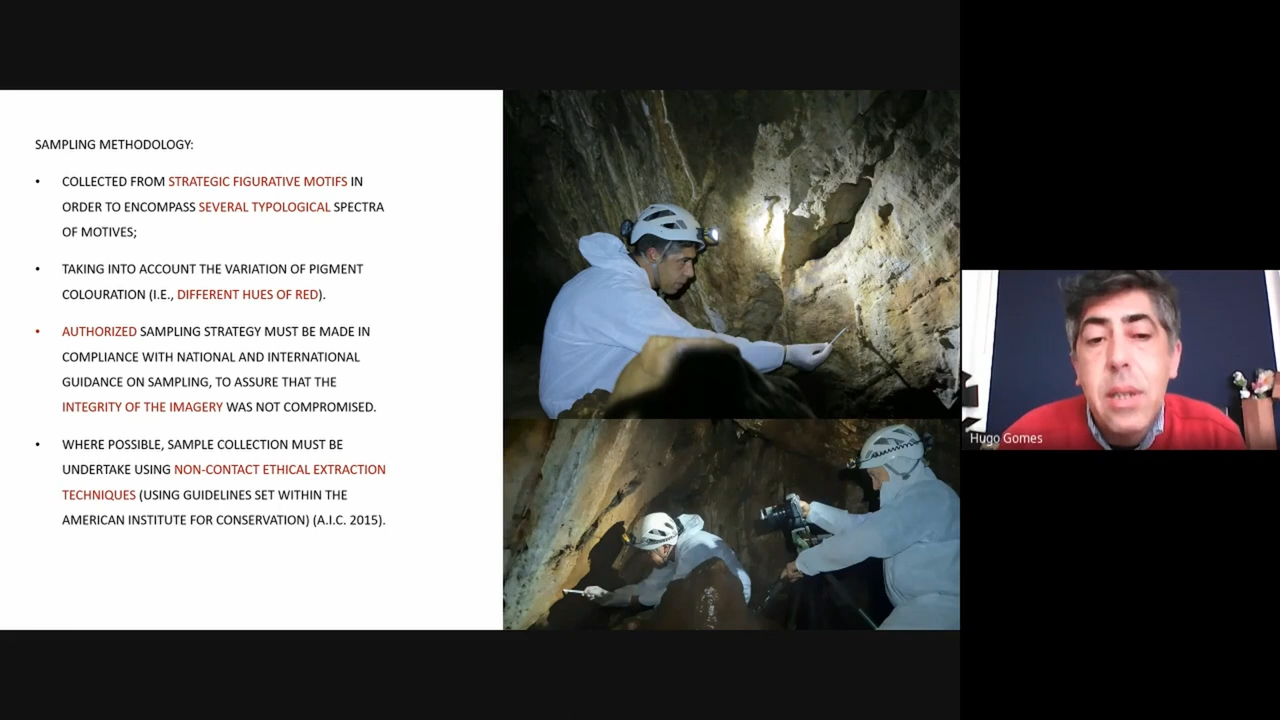 SAMPLING METHODOLOGY:
• COLLECTED FROM STRATEGIC FIGURATIVE MOTIFS IN
ORDER TO ENCOMPASS SEVERAL TYPOLOGICAL SPECTRA
OF MOTIVES;
• TAKING INTO ACCOUNT THE VARIATION OF PIGMENT
COLOURATION (I.E., DIFFERENT HUES OF RED).
• AUTHORIZED SAMPLING STRATEGY MUST BE MADE IN
COMPLIANCE WITH NATIONAL AND INTERNATIONAL
GUIDANCE ON SAMPLING, TO ASSURE THAT THE
INTEGRITY OF THE IMAGERY WAS NOT COMPROMISED.
• WHERE POSSIBLE, SAMPLE COLLECTION MUST BE
UNDERTAKE USING NON-CONTACT ETHICAL EXTRACTION
TECHNIQUES (USING GUIDELINES SET WITHIN THE
AMERICAN INSTITUTE FOR CONSERVATION) (A.I.C. 2015).
Hugo Gomes